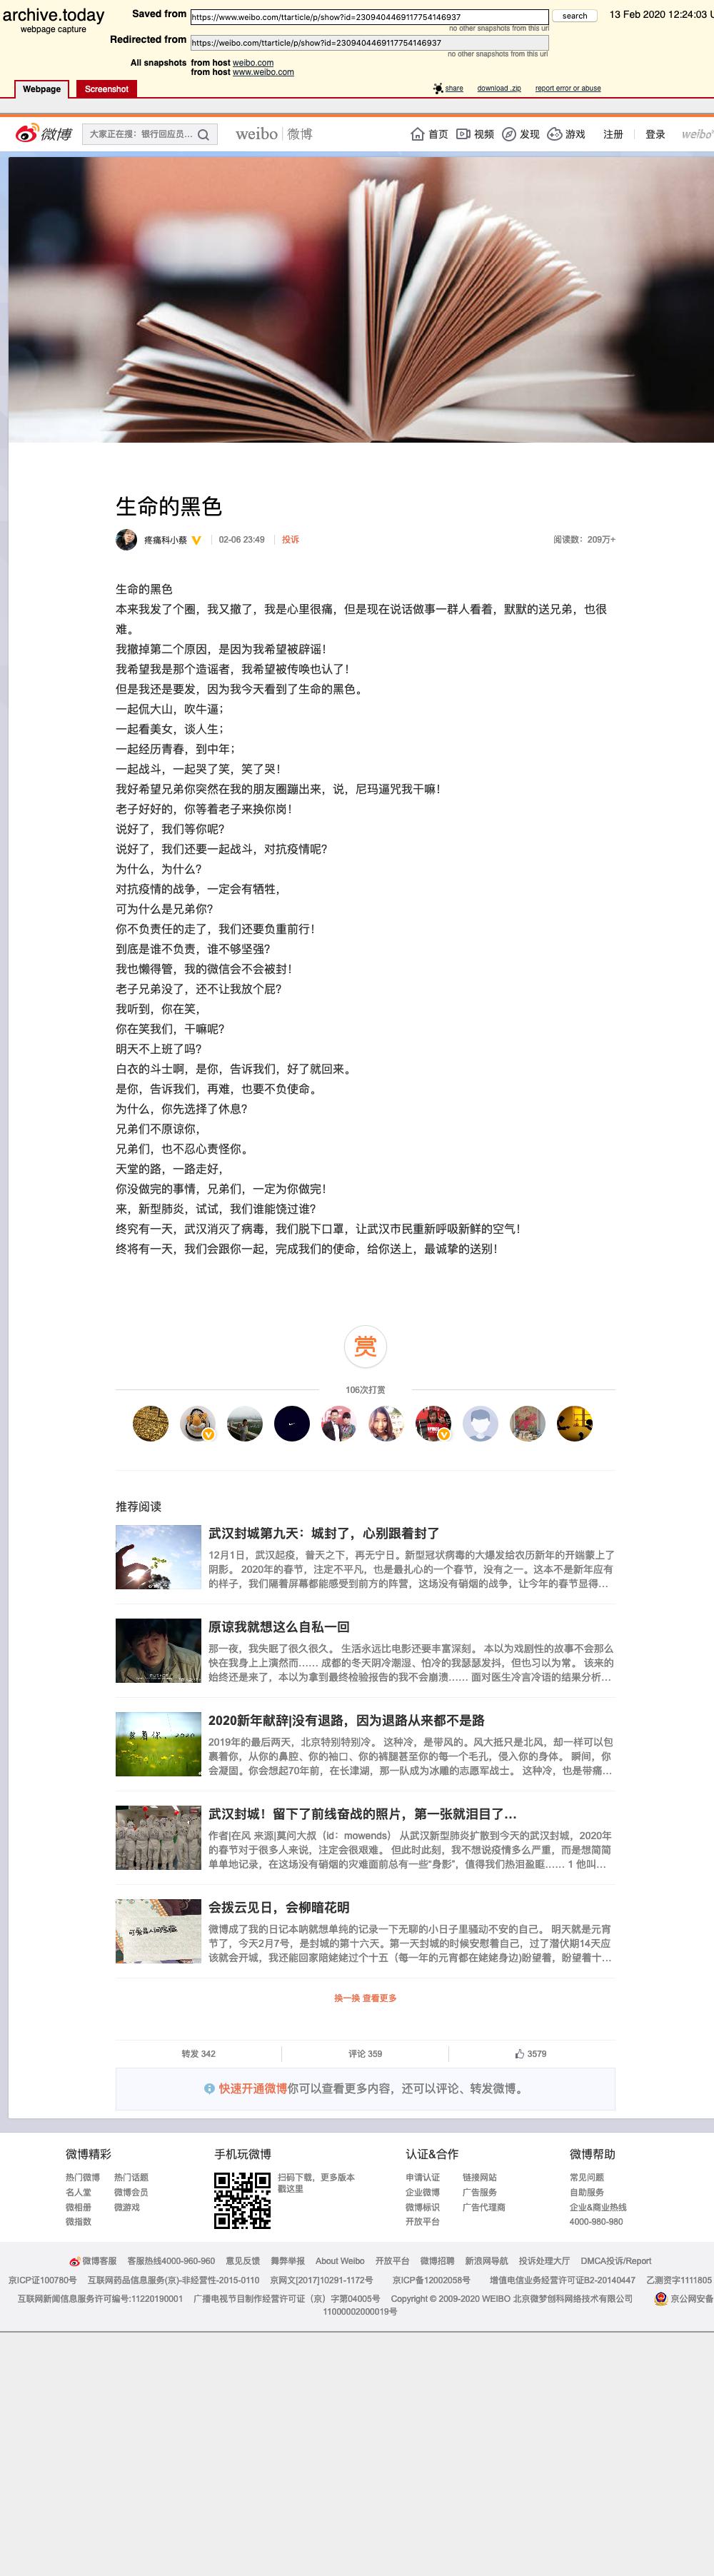 archive.today
webpage capture
Saved from
https://www.weibo.com/ttarticle/p/show?id=2309404469117754146937
search
13 Feb 2020 12:24:03 U
no other snapshots from this url
Redirected from
https://weibo.com/ttarticle/p/show?id=2309404469117754146937
no other snapshots from this url
All snapshots
from host weibo.com
from host www.weibo.com
Webpage
Screenshot
share
download .zip
report error or abuse
微博
大家正在搜：银行回应员...
weibo 微博
首页
视频
发现
游戏
注册
登录
weibo
生命的黑色
疼痛科小蔡
02-06 23:49
投诉
阅读数：209万+
生命的黑色
本来我发了个圈，我又撤了，我是心里很痛，但是现在说话做事一群人看着，默默的送兄弟，也很
难。
我撤掉第二个原因，是因为我希望被辟谣！
我希望我是那个造谣者，我希望被传唤也认了！
但是我还是要发，因为我今天看到了生命的黑色。
一起侃大山，吹牛逼；
一起看美女，谈人生；
一起经历青春，到中年；
一起战斗，一起哭了笑，笑了哭！
我好希望兄弟你突然在我的朋友圈蹦出来，说，尼玛逼咒我干嘛！
老子好好的，你等着老子来换你岗！
说好了，我们等你呢？
说好了，我们还要一起战斗，对抗疫情呢？
为什么，为什么？
对抗疫情的战争，一定会有牺牲，
可为什么是兄弟你？
你不负责任的走了，我们还要负重前行！
到底是谁不负责，谁不够坚强？
我也懒得管，我的微信会不会被封！
老子兄弟没了，还不让我放个屁？
我听到，你在笑，
你在笑我们，干嘛呢？
明天不上班了吗？
白衣的斗士啊，是你，告诉我们，好了就回来。
是你，告诉我们，再难，也要不负使命。
为什么，你先选择了休息？
兄弟们不原谅你，
兄弟们，也不忍心责怪你。
天堂的路，一路走好，
你没做完的事情，兄弟们，一定为你做完！
来，新型肺炎，试试，我们谁能饶过谁？
终究有一天，武汉消灭了病毒，我们脱下口罩，让武汉市民重新呼吸新鲜的空气！
终将有一天，我们会跟你一起，完成我们的使命，给你送上，最诚挚的送别！
赏
106次打赏
推荐阅读
武汉封城第九天：城封了，心别跟着封了
12月1日，武汉起疫，普天之下，再无宁日。新型冠状病毒的大爆发给农历新年的开端蒙上了
阴影。 2020年的春节，注定不平凡，也是最扎心的一个春节，没有之一。这本不是新年应有
的样子，我们隔着屏幕都能感受到前方的阵营，这场没有硝烟的战争，让今年的春节显得...
原谅我就想这么自私一回
那一夜，我失眠了很久很久。 生活永远比电影还要丰富深刻。 本以为戏剧性的故事不会那么
快在我身上上演然而…… 成都的冬天阴冷潮湿、怕冷的我瑟瑟发抖，但也习以为常。 该来的
始终还是来了，本以为拿到最终检验报告的我不会崩溃…… 面对医生冷言冷语的结果分析...
2020新年献辞|没有退路，因为退路从来都不是路
2019年的最后两天，北京特别特别冷。 这种冷，是带风的。风大抵只是北风，却一样可以包
裹着你，从你的鼻腔、你的袖口、你的裤腿甚至你的每一个毛孔，侵入你的身体。 瞬间，你
会凝固。你会想起70年前，在长津湖，那一队成为冰雕的志愿军战士。 这种冷，也是带痛...
武汉封城！留下了前线奋战的照片，第一张就泪目了...
作者|在风 来源|莫问大叔（id：mowends） 从武汉新型肺炎扩散到今天的武汉封城，2020年
的春节对于很多人来说，注定会很艰难。 但此时此刻，我不想说疫情多么严重，而是想简简
单单地记录，在这场没有硝烟的灾难面前总有一些“身影”，值得我们热泪盈眶…… 1 他叫...
会拨云见日，会柳暗花明
微博成了我的日记本呐就想单纯的记录一下无聊的小日子里骚动不安的自己。 明天就是元宵
节了，今天2月7号，是封城的第十六天。第一天封城的时候安慰着自己，过了潜伏期14天应
该就会开城，我还能回家陪姥姥过个十五（每一年的元宵都在姥姥身边)盼望着，盼望着十...
换一换 查看更多
转发 342
评论 359
3579
快速开通微博你可以查看更多内容，还可以评论、转发微博。
微博精彩
手机玩微博
认证&合作
微博帮助
热门微博 热门话题
名人堂 微博会员
微相册 微游戏
微指数
扫码下载，更多版本
戳这里
申请认证 链接网站
企业微博 广告服务
微博标识 广告代理商
开放平台
常见问题
自助服务
企业&商业热线
4000-980-980
微博客服 客服热线4000-960-960 意见反馈 舞弊举报 About Weibo 开放平台 微博招聘 新浪网导航 投诉处理大厅 DMCA投诉/Report
京ICP证100780号 互联网药品信息服务(京)-非经营性-2015-0110 京网文[2017]10291-1172号 京ICP备12002058号 增值电信业务经营许可证B2-20140447 乙测资字1111805
互联网新闻信息服务许可编号:11220190001 广播电视节目制作经营许可证（京）字第04005号 Copyright © 2009-2020 WEIBO 北京微梦创科网络技术有限公司 京公网安备
11000002000019号